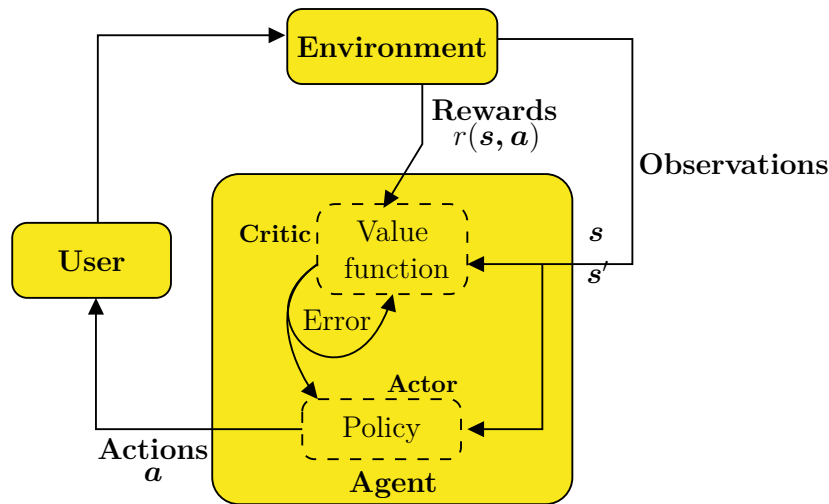 Environment
Rewards
r(s, a)
Observations
Critic
Value
function
s
s′
User
Error
Actor
Policy
Actions
a
Agent